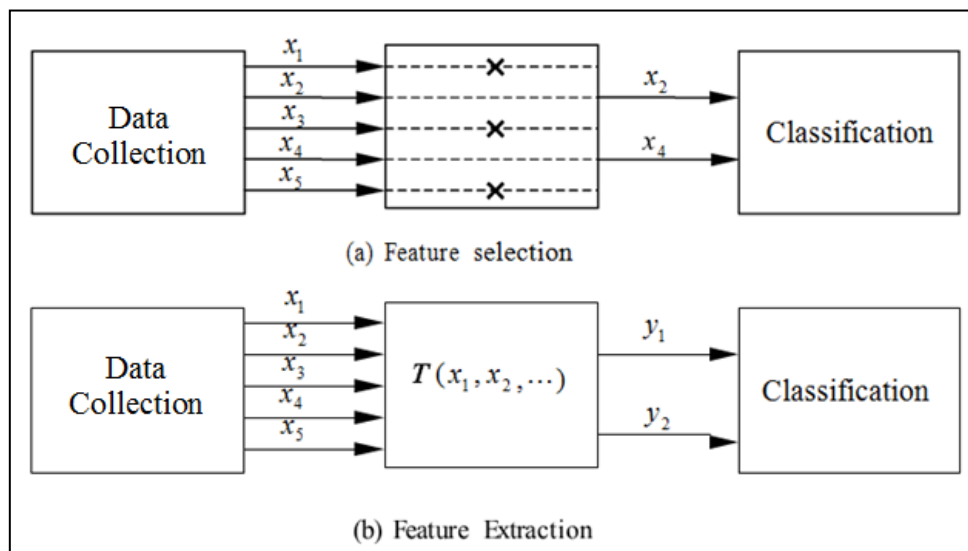 x₁
x₂
x₃
x₄
x₅
Data
Collection
x₂
x₄
Classification
(a) Feature selection
x₁
x₂
x₃
x₄
x₅
Data
Collection
T(x₁, x₂, ...)
y₁
y₂
Classification
(b) Feature Extraction